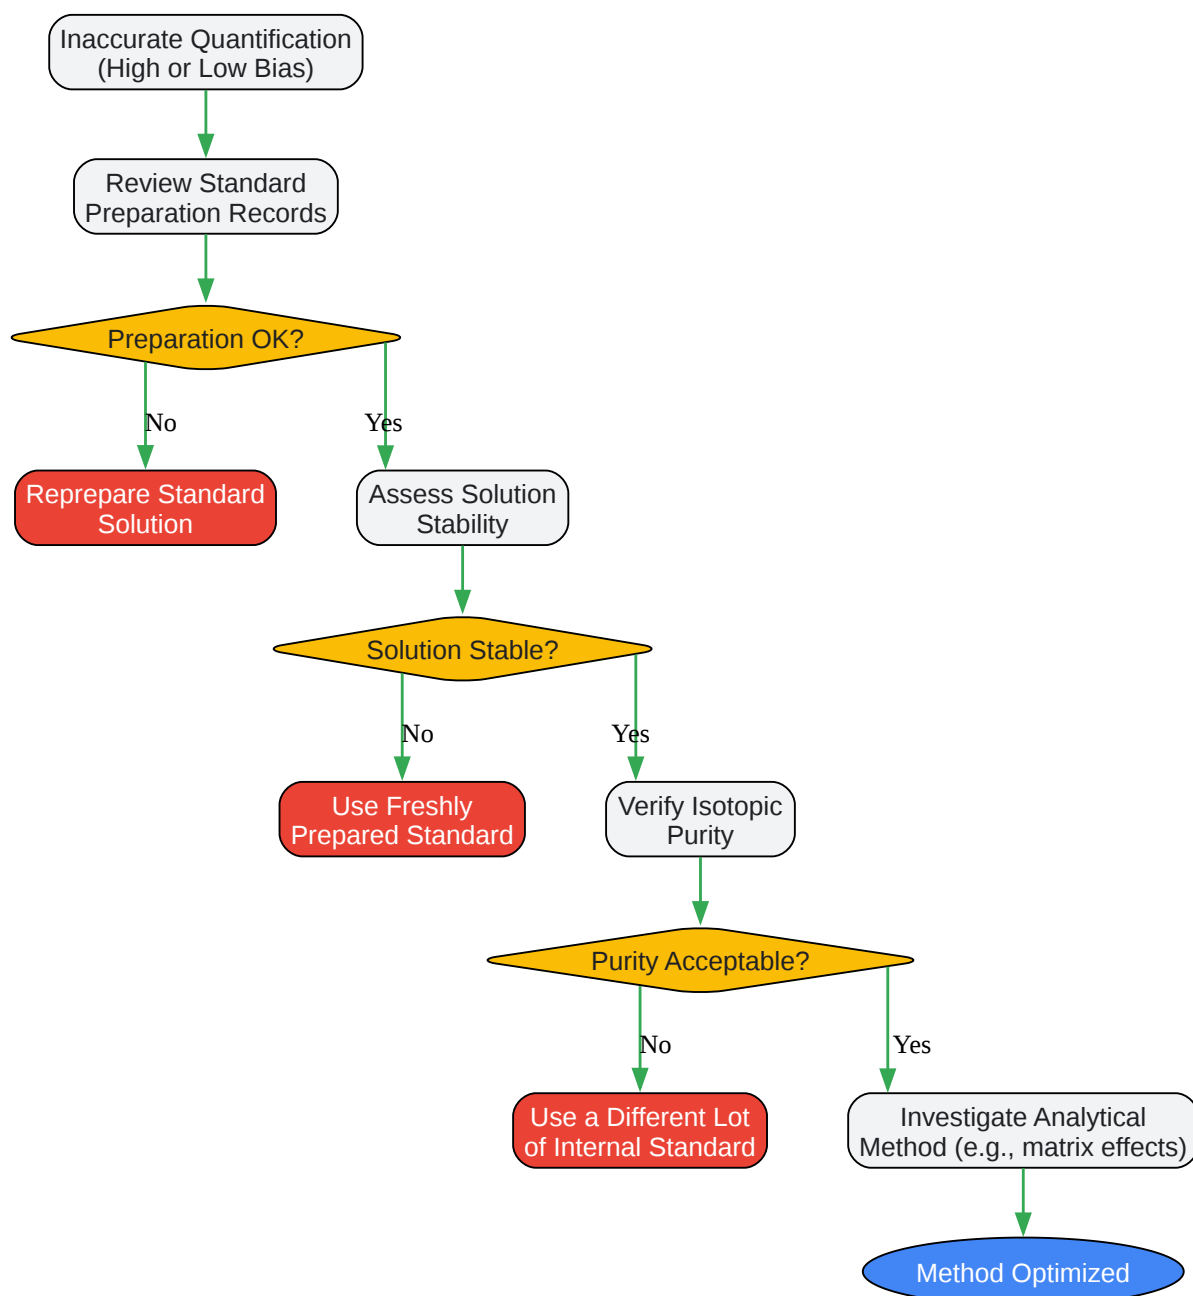 Inaccurate Quantification
(High or Low Bias)
Review Standard
Preparation Records
Preparation OK?
No
Yes
Reprepare Standard
Solution
Assess Solution
Stability
Solution Stable?
No
Yes
Use Freshly
Prepared Standard
Verify Isotopic
Purity
Purity Acceptable?
No
Yes
Use a Different Lot
of Internal Standard
Investigate Analytical
Method (e.g., matrix effects)
Method Optimized